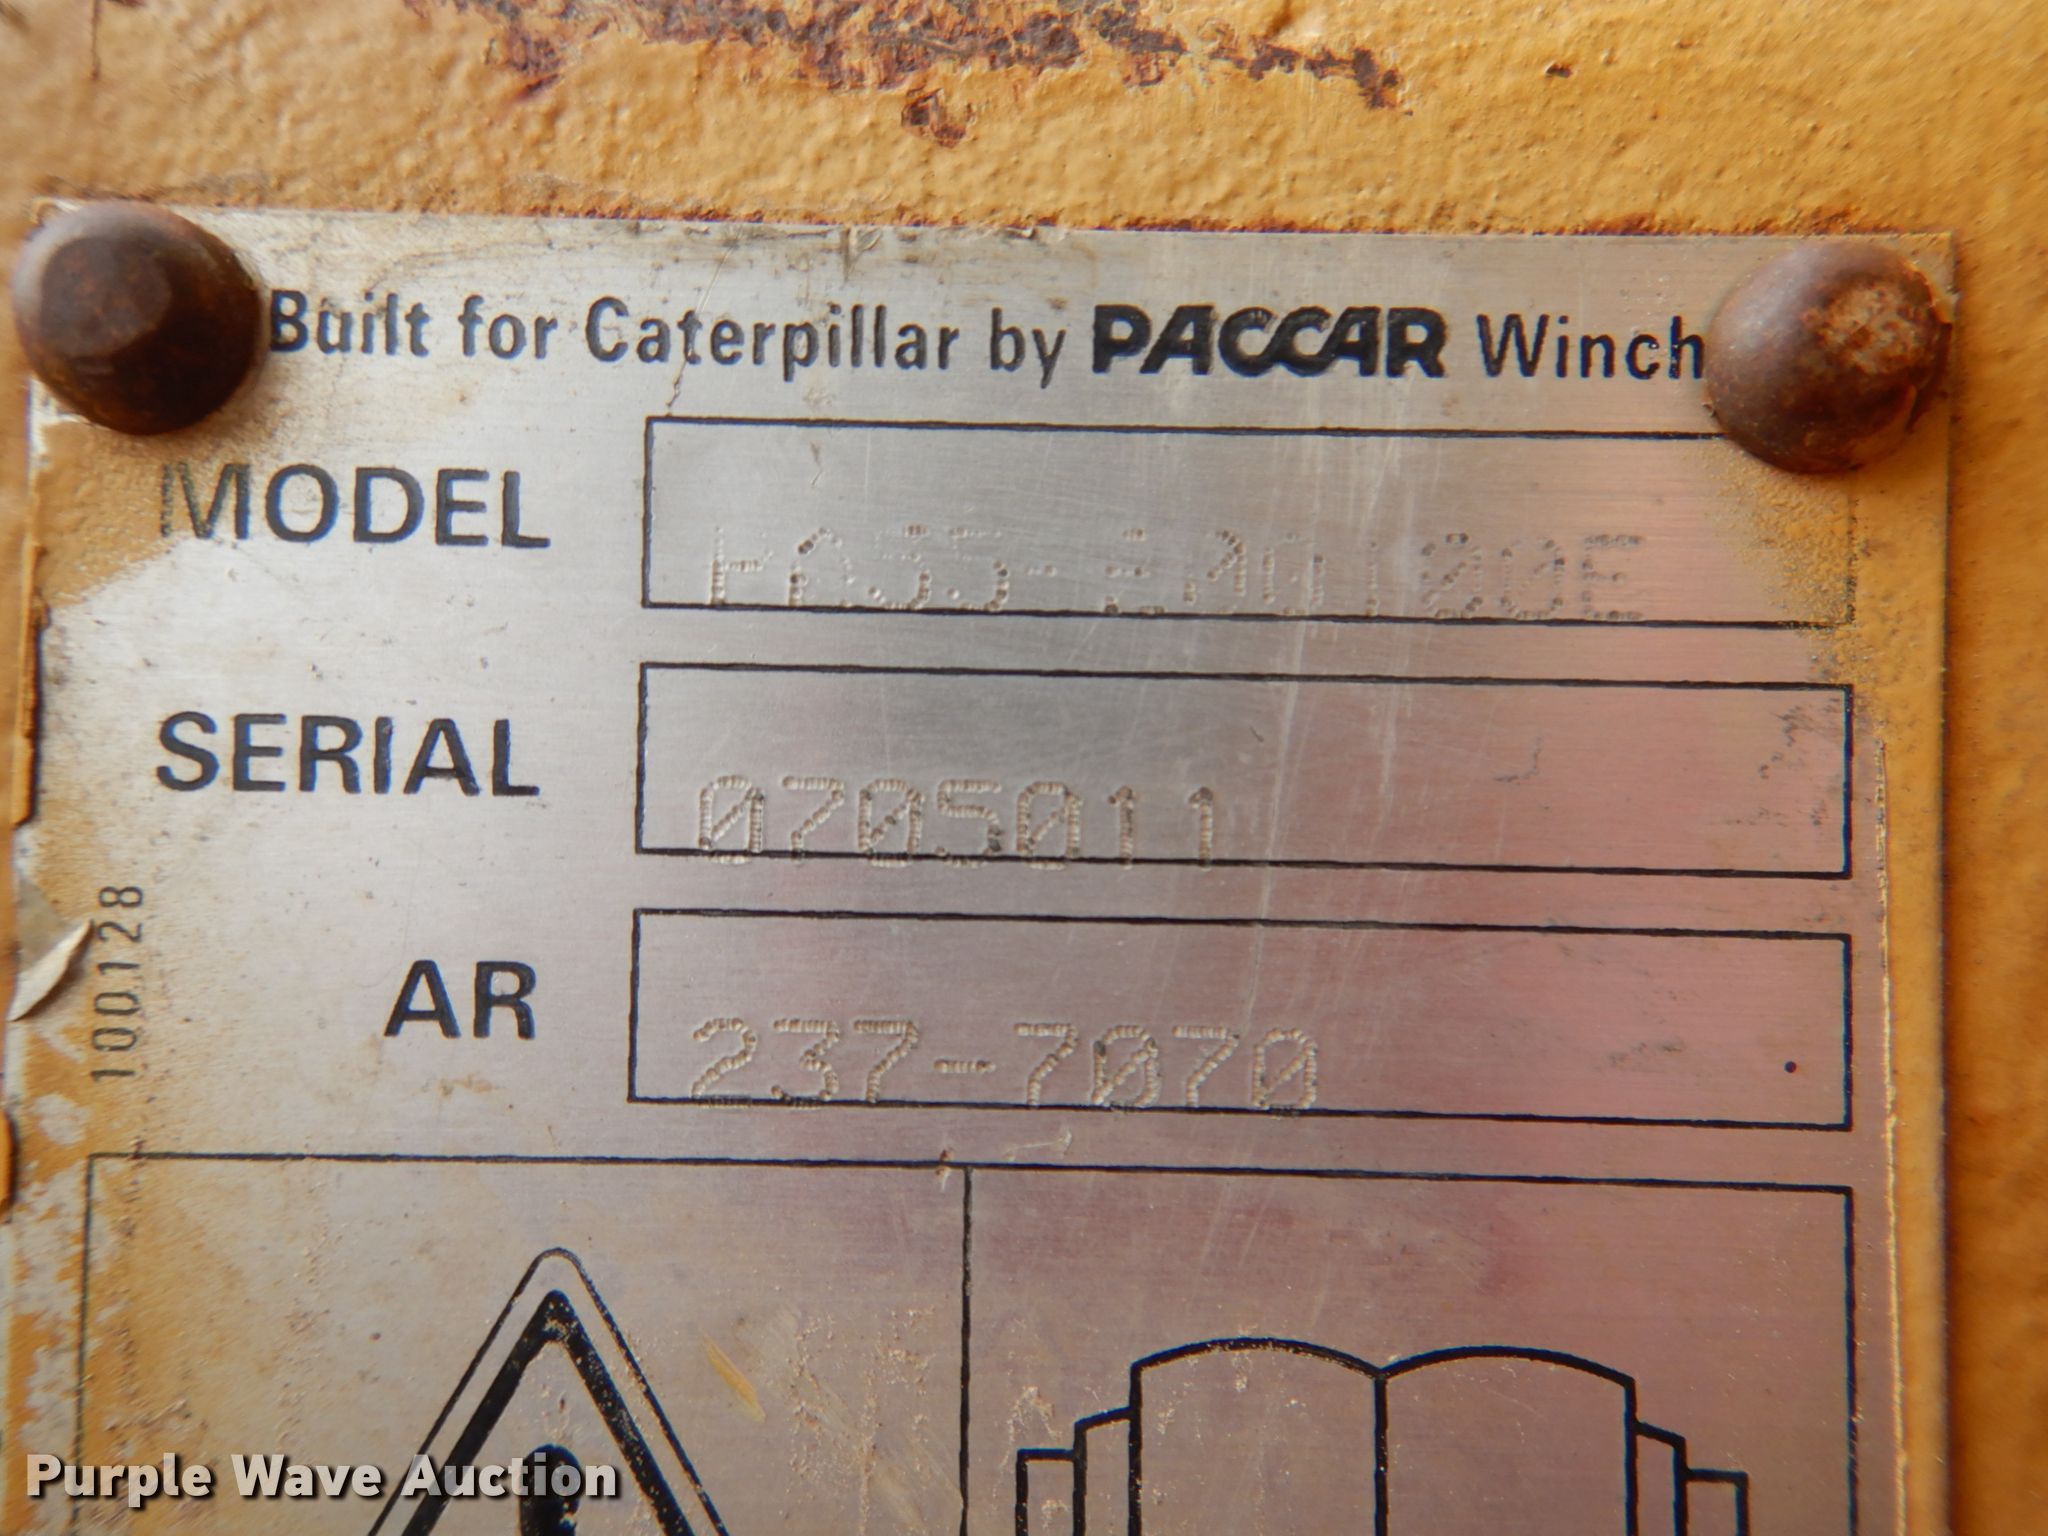 Built for Caterpillar by PACCAR Winch
MODEL
SERIAL 0705011
AR 237-7070
100128
Purple Wave Auction